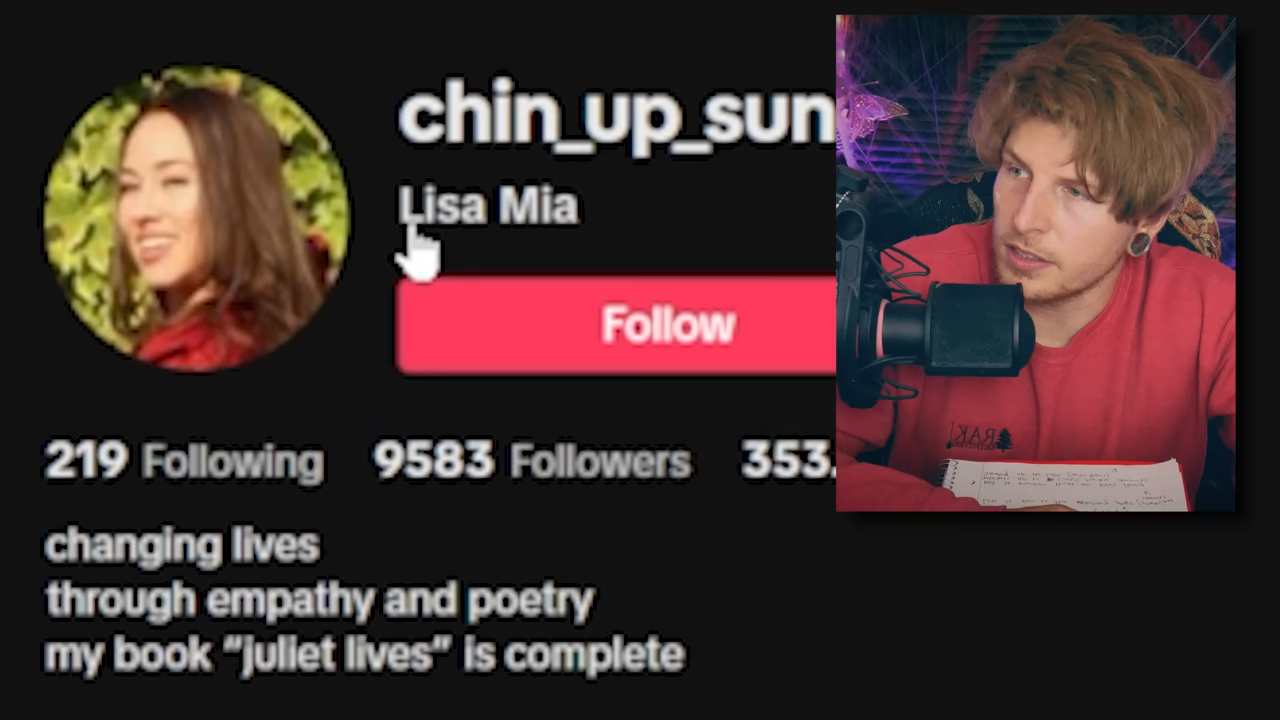 chin_up_sun
Lisa Mia
Follow
219 Following 9583 Followers 353.
changing lives
through empathy and poetry
my book “juliet lives” is complete